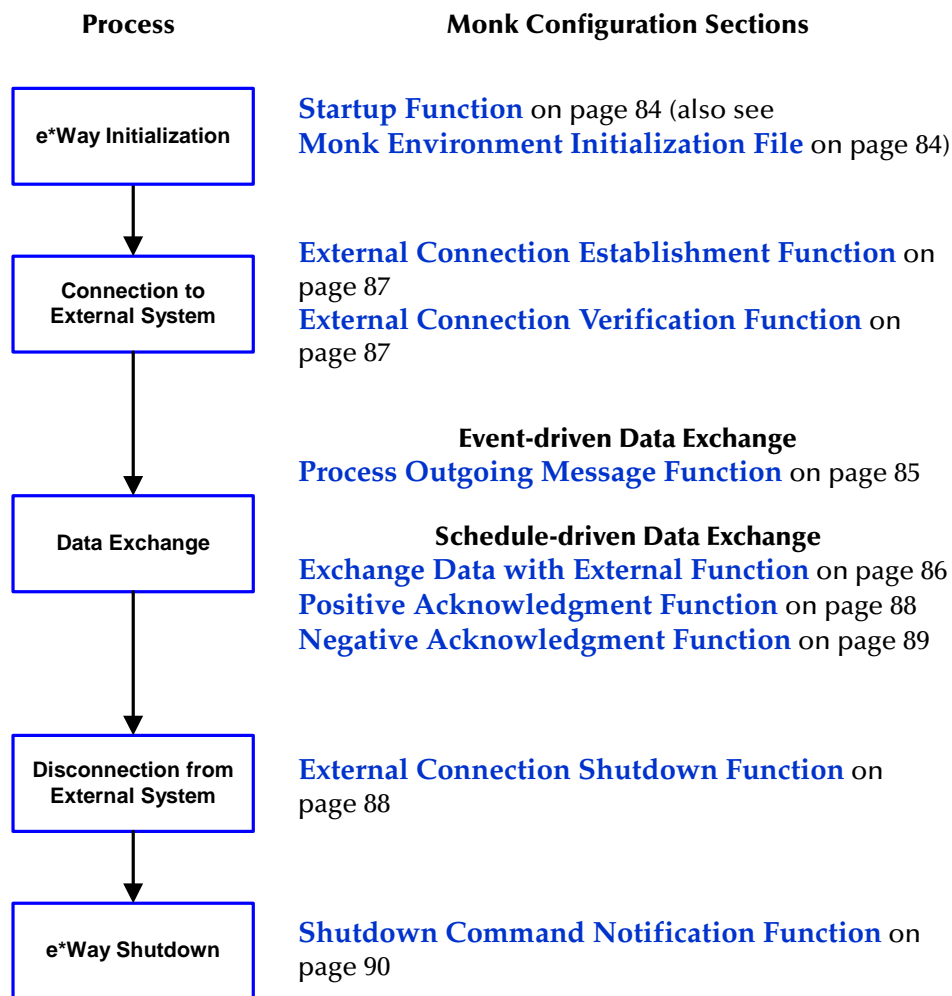 Process
Monk Configuration Sections
e*Way Initialization
Startup Function on page 84 (also see
Monk Environment Initialization File on page 84)
Connection to
External System
External Connection Establishment Function on
page 87
External Connection Verification Function on
page 87
Data Exchange
Event-driven Data Exchange
Process Outgoing Message Function on page 85
Schedule-driven Data Exchange
Exchange Data with External Function on page 86
Positive Acknowledgment Function on page 88
Negative Acknowledgment Function on page 89
Disconnection from
External System
External Connection Shutdown Function on
page 88
e*Way Shutdown
Shutdown Command Notification Function on
page 90